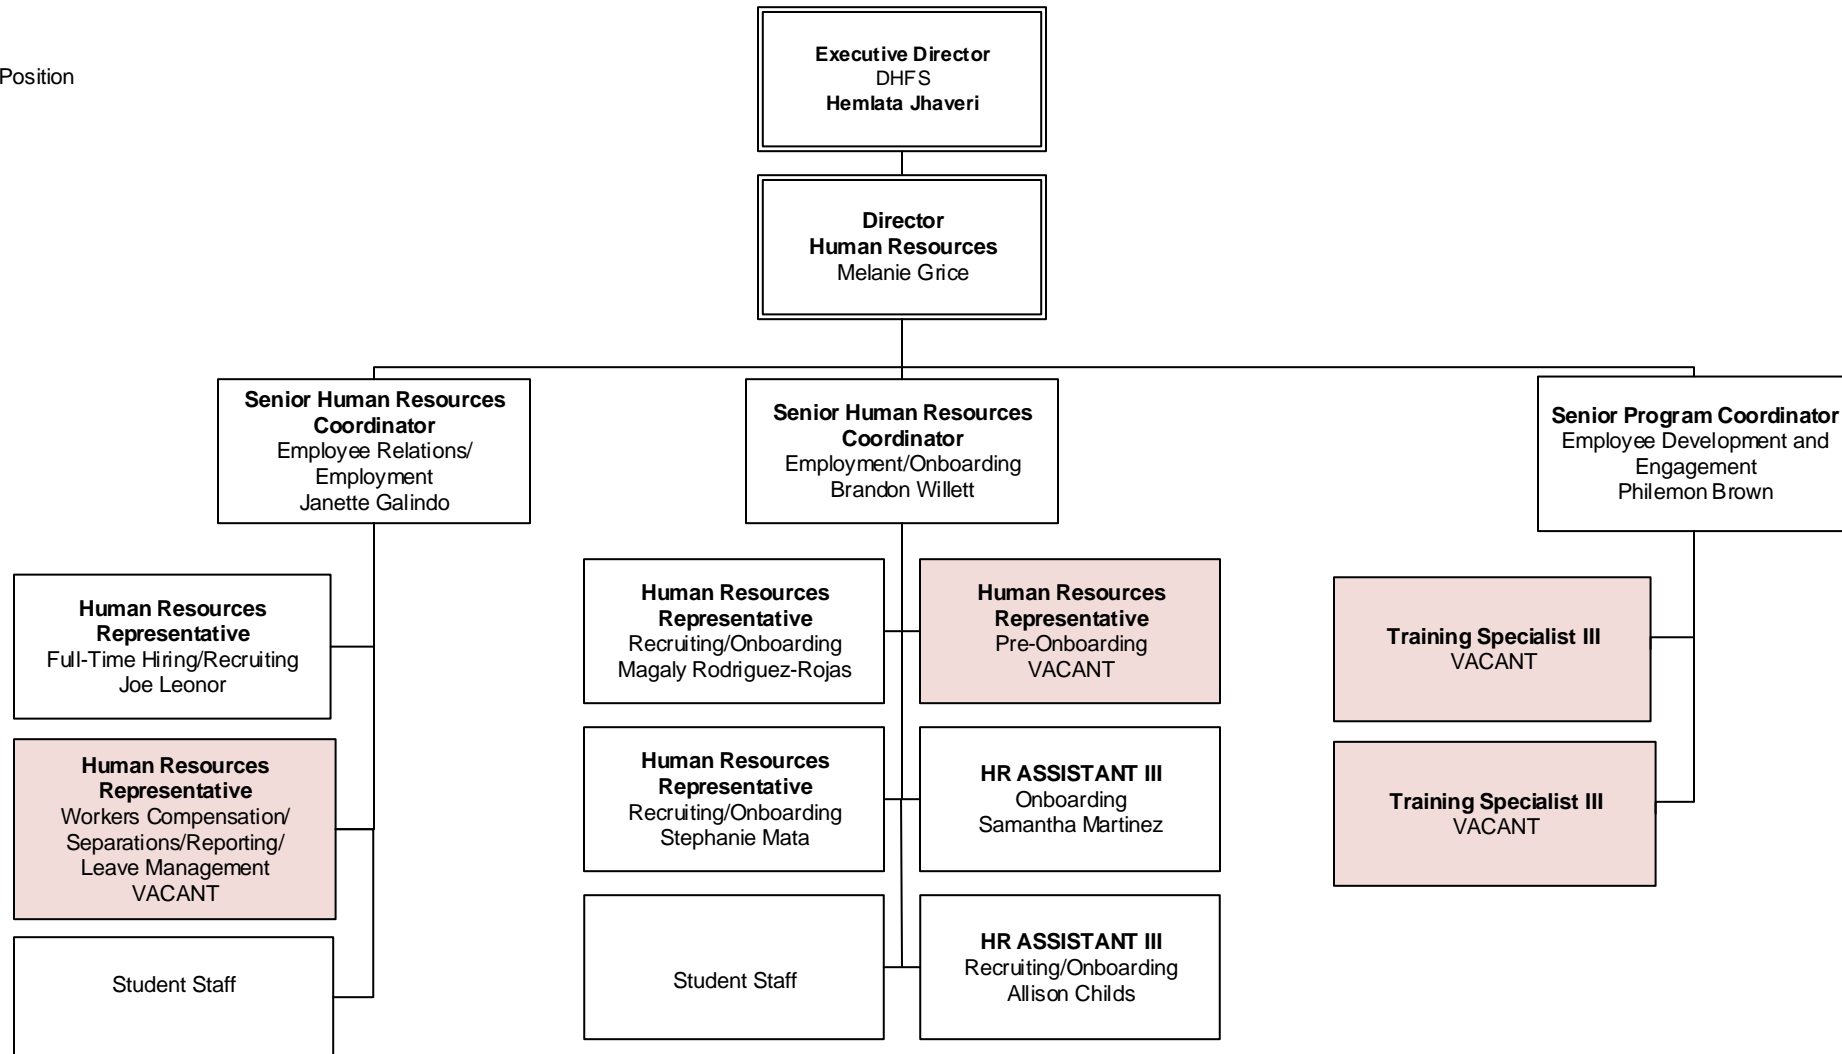 Position
Executive Director
DHFS
Hemlata Jhaveri
Director
Human Resources
Melanie Grice
Senior Human Resources
Coordinator
Employee Relations/
Employment
Janette Galindo
Senior Human Resources
Coordinator
Employment/Onboarding
Brandon Willett
Senior Program Coordinator
Employee Development and
Engagement
Philemon Brown
Human Resources
Representative
Full-Time Hiring/Recruiting
Joe Leonor
Human Resources
Representative
Workers Compensation/
Separations/Reporting/
Leave Management
VACANT
Student Staff
Human Resources
Representative
Recruiting/Onboarding
Magaly Rodriguez-Rojas
Human Resources
Representative
Pre-Onboarding
VACANT
Human Resources
Representative
Recruiting/Onboarding
Stephanie Mata
HR ASSISTANT III
Onboarding
Samantha Martinez
Student Staff
HR ASSISTANT III
Recruiting/Onboarding
Allison Childs
Training Specialist III
VACANT
Training Specialist III
VACANT